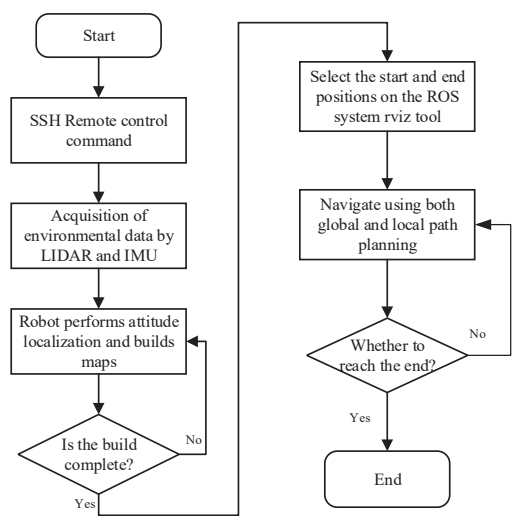 Start
SSH Remote control
command
Acquisition of
environmental data by
LIDAR and IMU
Robot performs attitude
localization and builds
maps
Is the build
complete?
No
Yes
Select the start and end
positions on the ROS
system rviz tool
Navigate using both
global and local path
planning
Whether to
reach the end?
No
Yes
End